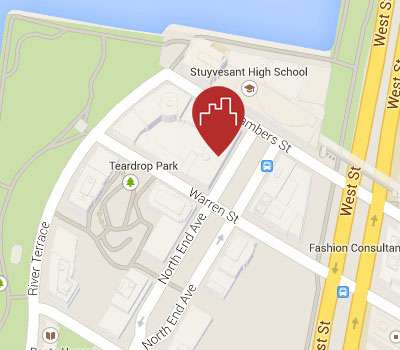 West St
Stuyvesant High School
ambers St
Teardrop Park
Warren St
West St
River Terrace
North End Ave
Fashion Consultan
North End Ave
West St